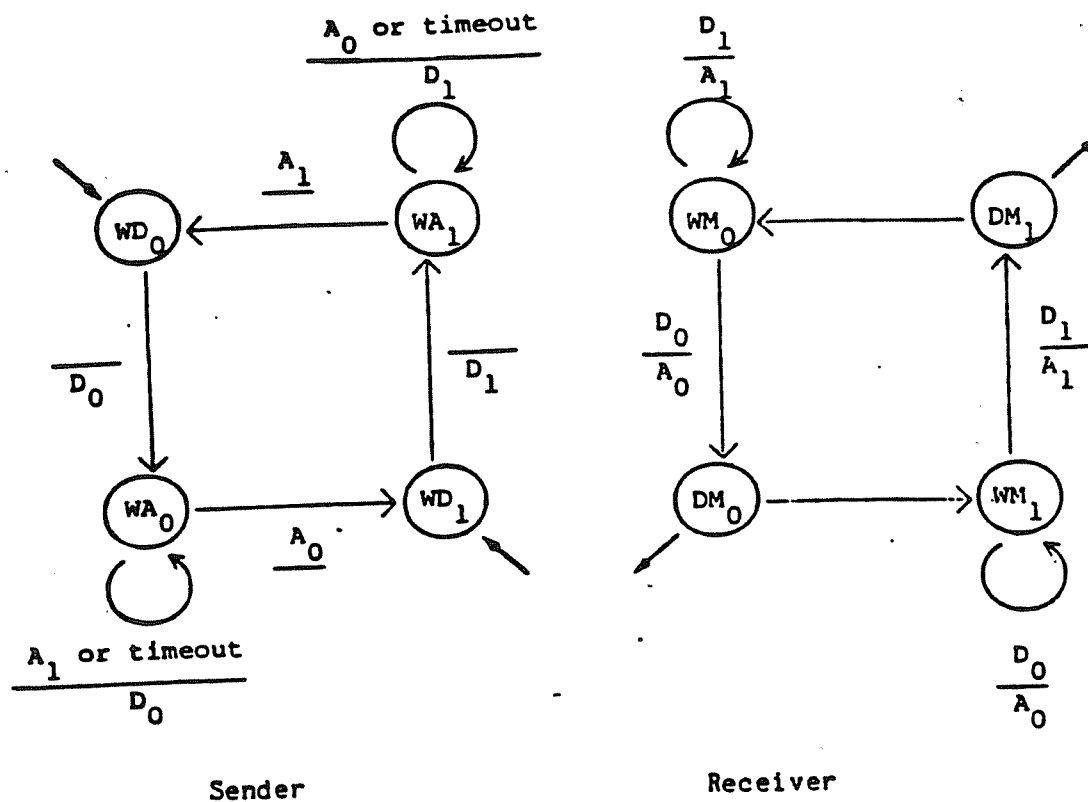 A0 or timeout
D1
D1
A1
A1
WD0
WA1
WM0
DM1
D0
D1
D0
A0
D1
A1
WA0
WD1
DM0
WM1
A0
A1 or timeout
D0
D0
A0
Sender
Receiver